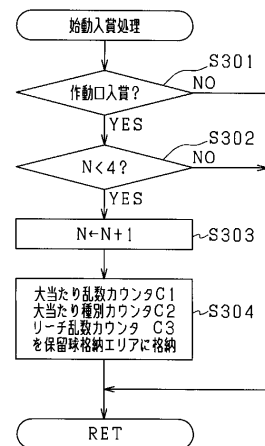 始動入賞処理
S301
作動口入賞?
NO
YES
S302
N<4?
NO
YES
N←N+1
S303
大当たり乱数カウンタC1
大当たり種別カウンタC2
リーチ乱数カウンタ C3
を保留球格納エリアに格納
S304
RET